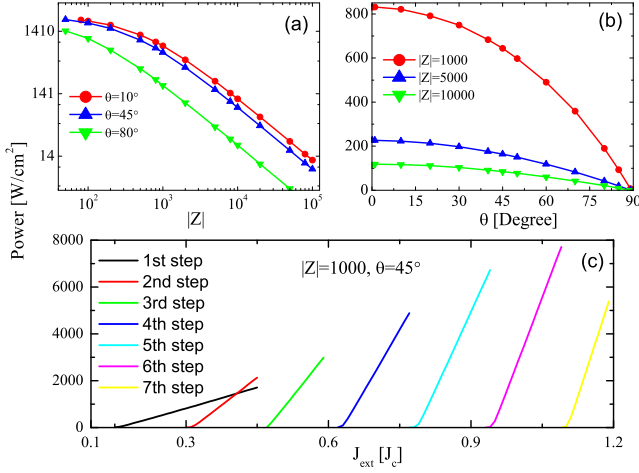 (a)
1410
141
14
θ=10°
θ=45°
θ=80°
10² 10³ 10⁴ 10⁵
|Z|
Power [W/cm²]
(b)
800
600
400
200
0
|Z|=1000
|Z|=5000
|Z|=10000
0 15 30 45 60 75 90
θ [Degree]
(c)
|Z|=1000, θ=45°
8000
6000
4000
2000
0
1st step
2nd step
3rd step
4th step
5th step
6th step
7th step
0.1 0.3 0.6 0.9 1.2
J_ext [J_c]